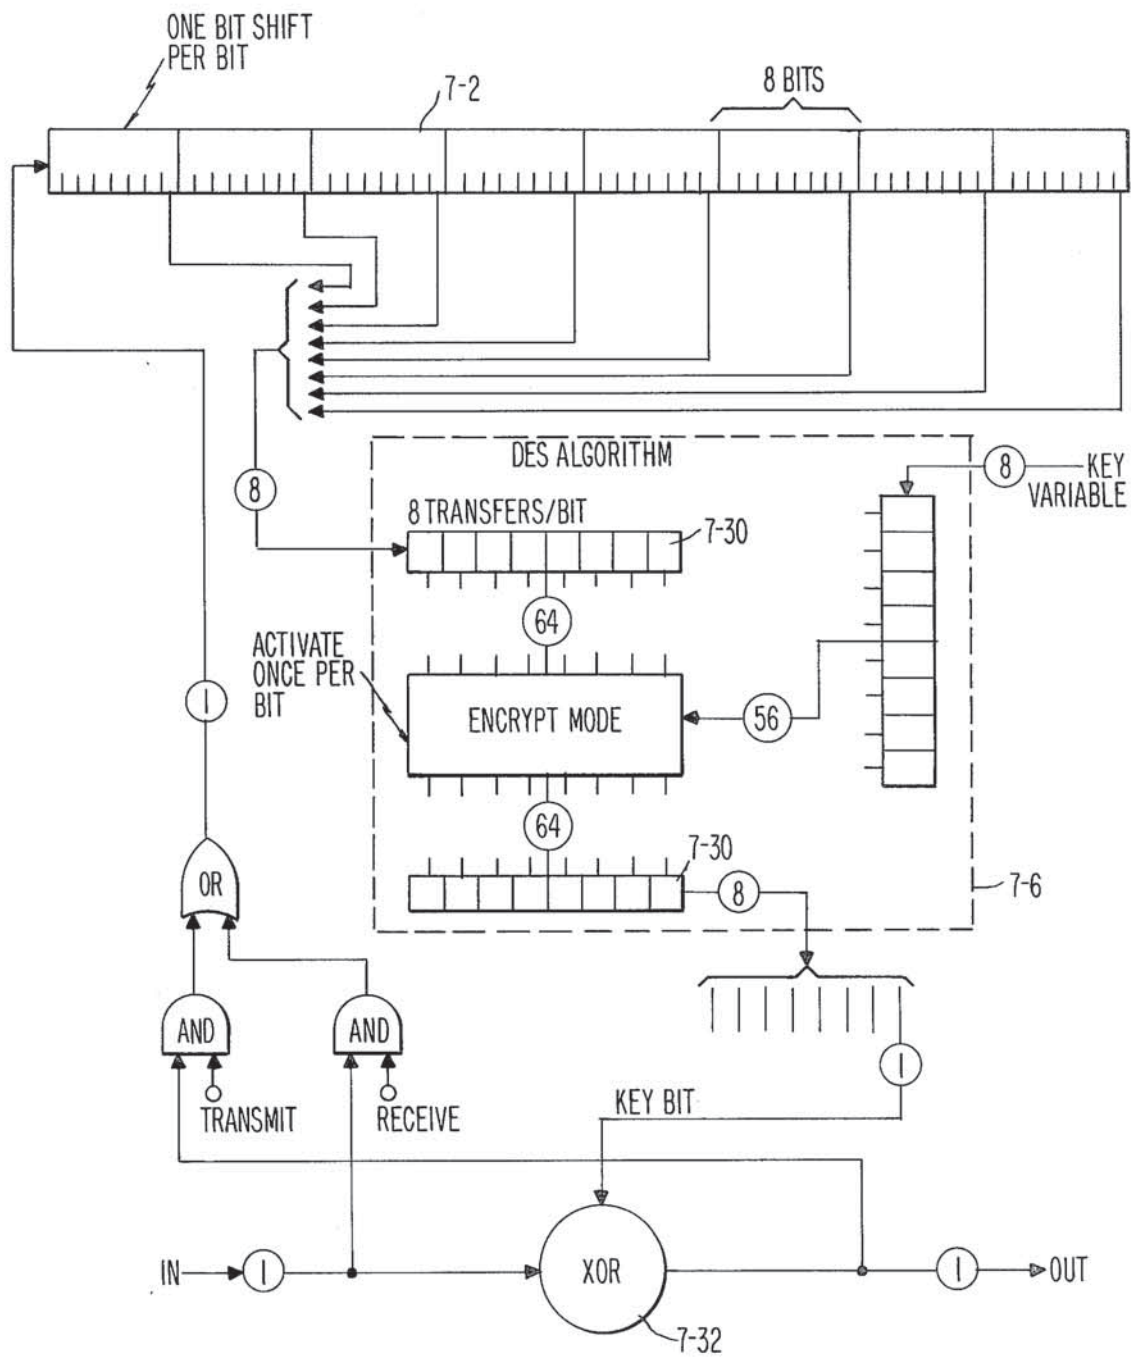 ONE BIT SHIFT
PER BIT
7-2
8 BITS
DES ALGORITHM
8
KEY
VARIABLE
8
8 TRANSFERS/BIT
7-30
64
ACTIVATE
ONCE PER
BIT
ENCRYPT MODE
56
1
64
7-30
8
7-6
OR
AND
AND
TRANSMIT
RECEIVE
1
KEY BIT
IN
1
XOR
1
OUT
7-32